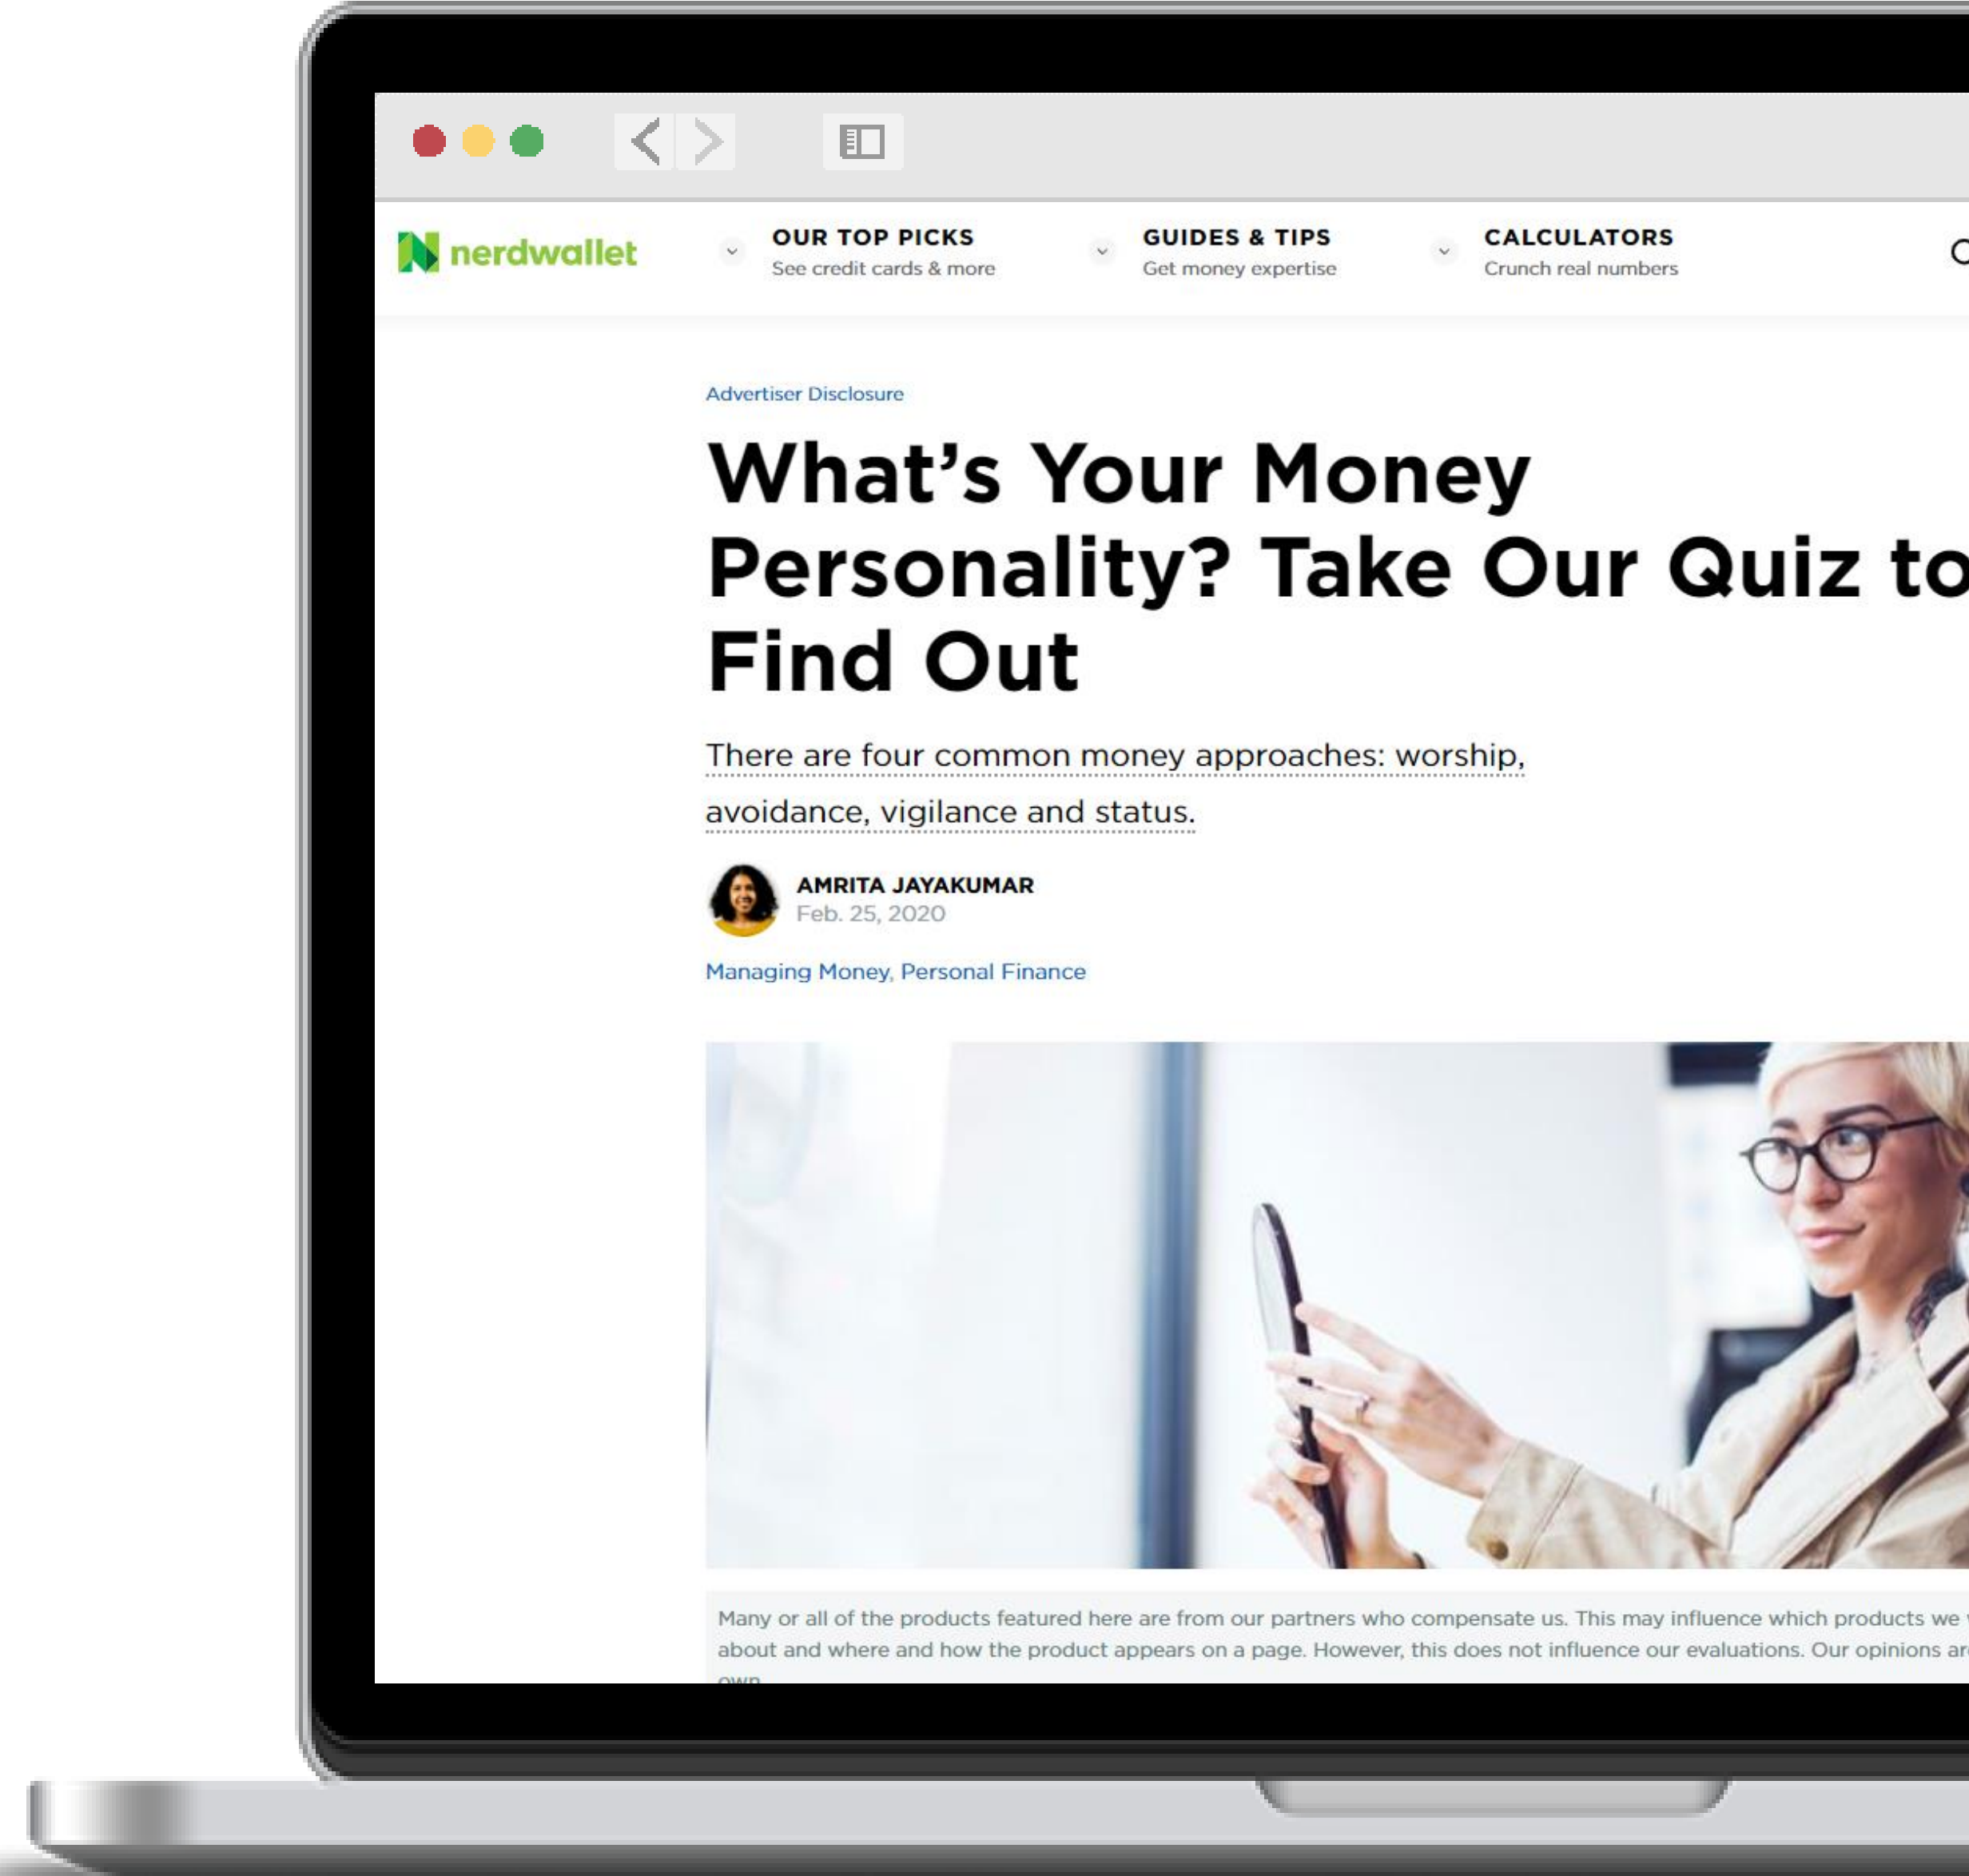 nerdwallet
OUR TOP PICKS
See credit cards & more
GUIDES & TIPS
Get money expertise
CALCULATORS
Crunch real numbers
Advertiser Disclosure
What's Your Money
Personality? Take Our Quiz to
Find Out
There are four common money approaches: worship,
avoidance, vigilance and status.
AMRITA JAYAKUMAR
Feb. 25, 2020
Managing Money, Personal Finance
Many or all of the products featured here are from our partners who compensate us. This may influence which products we
about and where and how the product appears on a page. However, this does not influence our evaluations. Our opinions
own